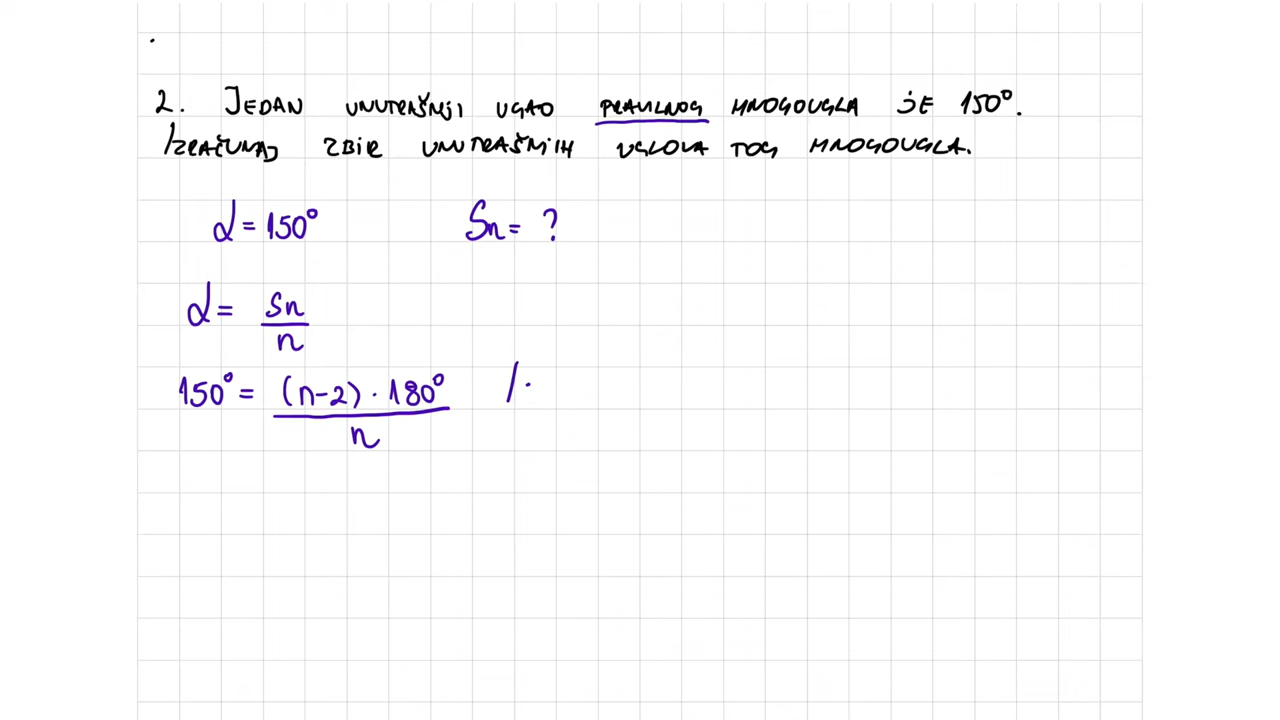 2. JEDAN UNUTRAŠNJI UGAO PRAVILNOG MNOGOUGLA JE 150°.
IZRAČUNAJ ZBIR UNUTRAŠNJIH UGLOVA TOG MNOGOUGLA.
α = 150° Sn = ?
α = Sn / n
150° = (n-2) · 180° / n /·